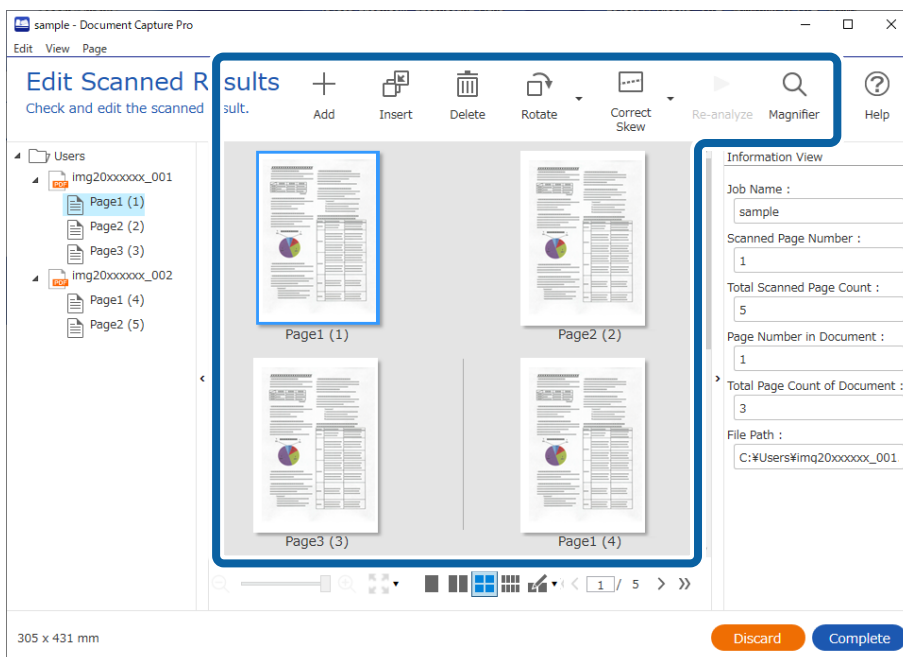 sample - Document Capture Pro
Edit View Page
Edit Scanned Results
Check and edit the scanned result.
Add
Insert
Delete
Rotate
Correct
Skew
Re-analyze
Magnifier
Help
Users
PDF
img20xxxxxx_001
Page1 (1)
Page2 (2)
Page3 (3)
PDF
img20xxxxxx_002
Page1 (4)
Page2 (5)
Page1 (1)
Page2 (2)
Page3 (3)
Page1 (4)
Information View
Job Name :
sample
Scanned Page Number :
1
Total Scanned Page Count :
5
Page Number in Document :
1
Total Page Count of Document :
3
File Path :
C:¥Users¥img20xxxxxx_001
1 / 5
305 x 431 mm
Discard
Complete